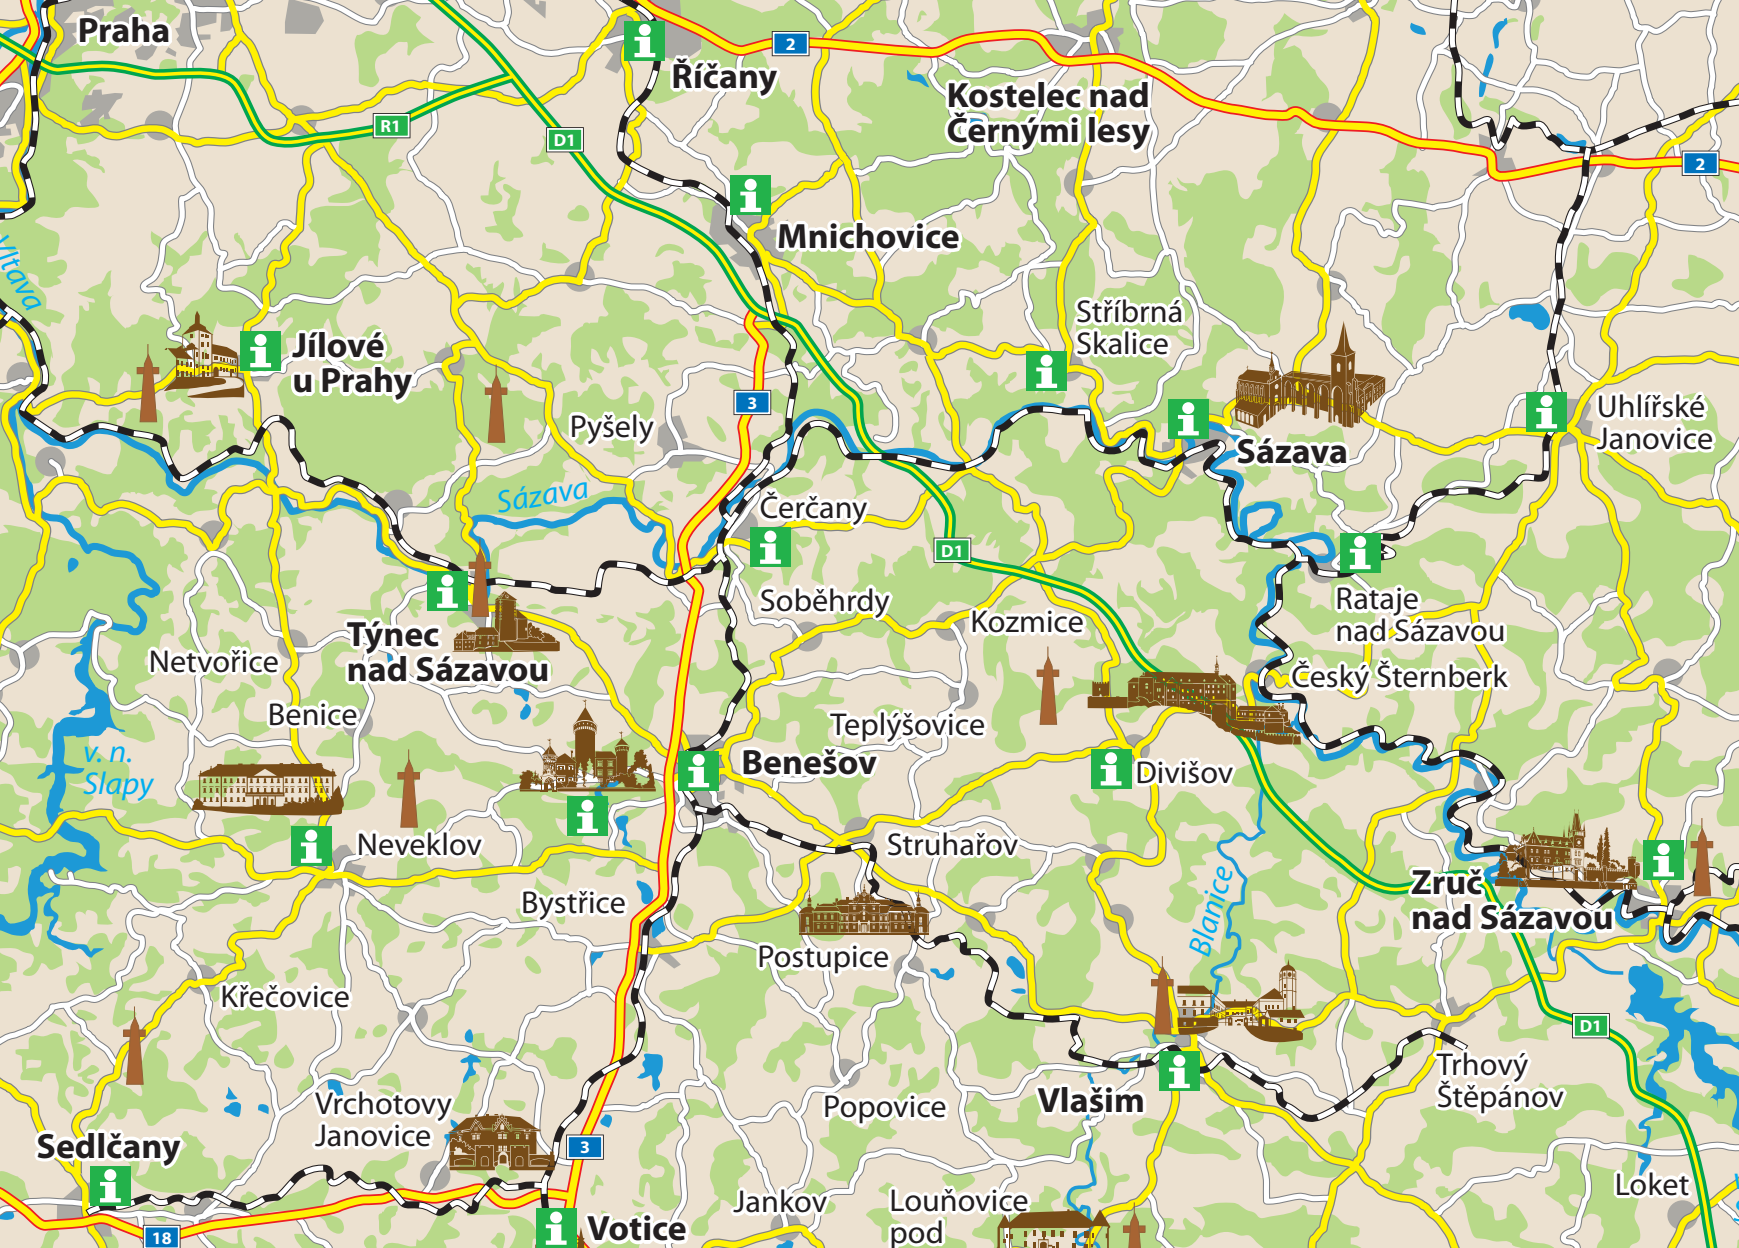 Praha
Říčany
2
Kostelec nad
Černými lesy
R1
D1
2
Mnichovice
Vltava
Stříbrná
Skalice
Jílové
u Prahy
3
Pyšely
Uhlířské
Janovice
Sázava
Sázava
Čerčany
D1
Soběhrdy
Kozmice
Rataje
nad Sázavou
Týnec
nad Sázavou
Netvořice
Český Šternberk
Benice
Teplýšovice
v. n.
Slapy
Benešov
Divišov
Neveklov
Struhařov
Zruč
nad Sázavou
Bystřice
Blanice
Postupice
Křečovice
D1
Trhový
Štěpánov
Vrchotovy
Janovice
Popovice
Vlašim
Sedlčany
3
Loket
Jankov
Louňovice
pod
Votice
18